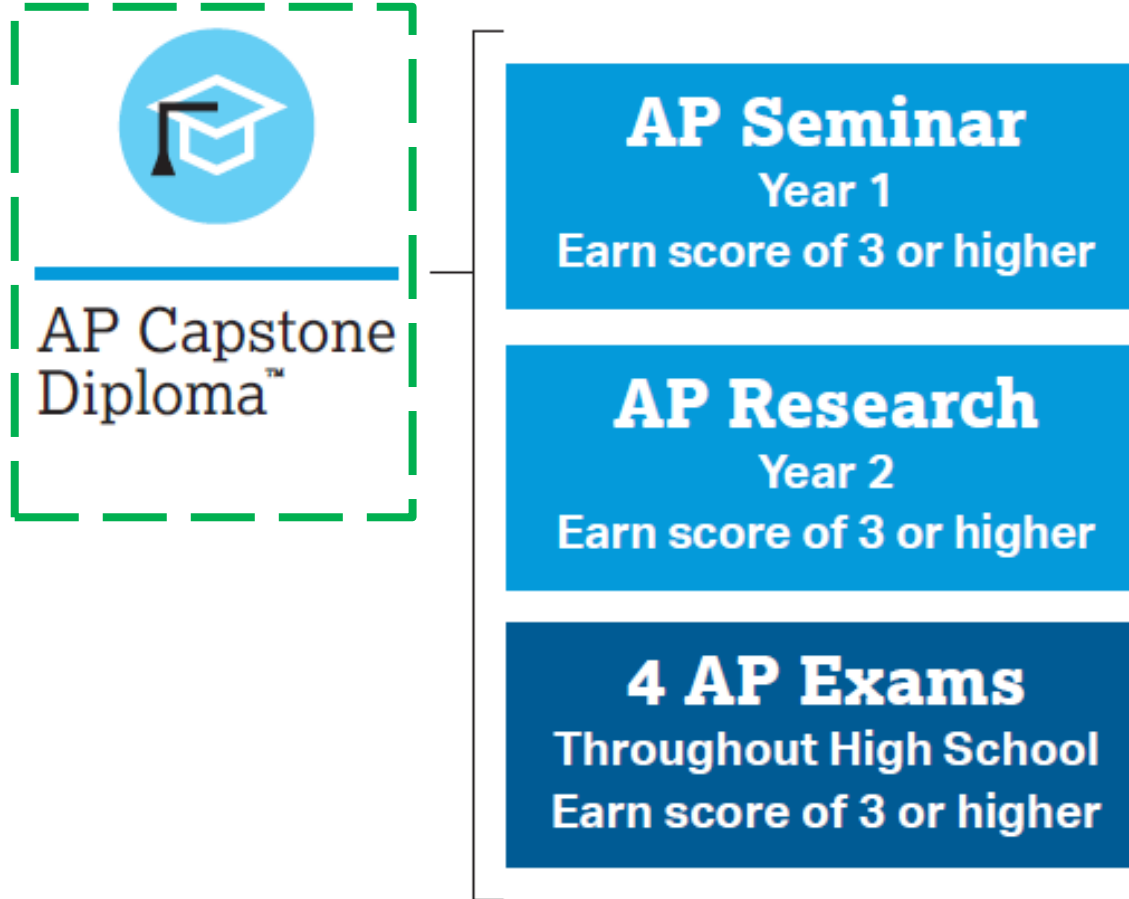 AP Capstone
Diploma™
AP Seminar
Year 1
Earn score of 3 or higher
AP Research
Year 2
Earn score of 3 or higher
4 AP Exams
Throughout High School
Earn score of 3 or higher